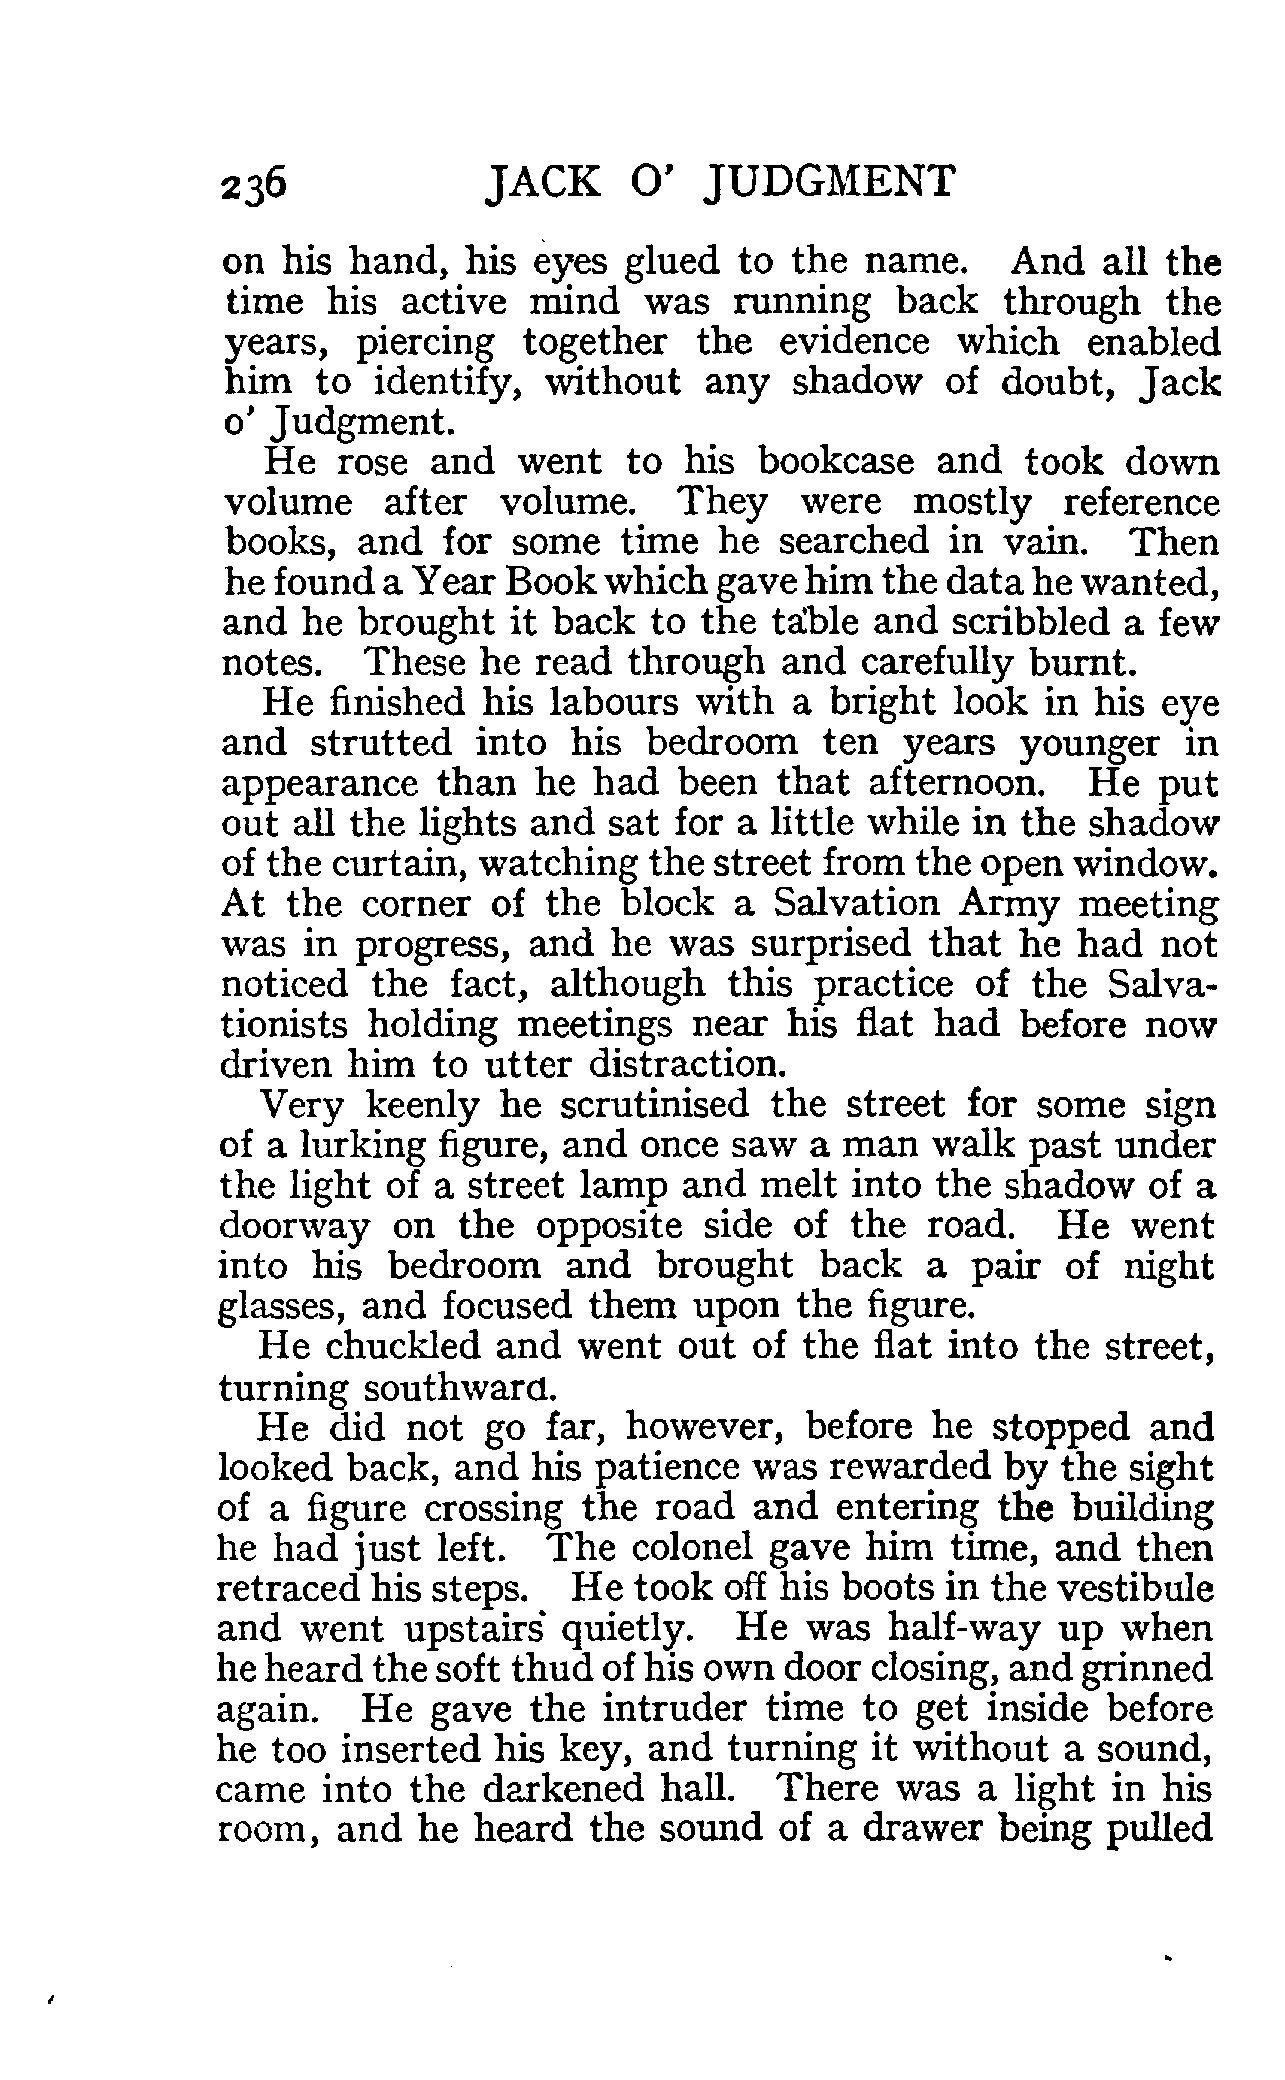 236 JACK O' JUDGMENT
on his hand, his eyes glued to the name. And all the
time his active mind was running back through the
years, piercing together the evidence which enabled
him to identify, without any shadow of doubt, Jack
o' Judgment.
He rose and went to his bookcase and took down
volume after volume. They were mostly reference
books, and for some time he searched in vain. Then
he found a Year Book which gave him the data he wanted,
and he brought it back to the table and scribbled a few
notes. These he read through and carefully burnt.
He finished his labours with a bright look in his eye
and strutted into his bedroom ten years younger in
appearance than he had been that afternoon. He put
out all the lights and sat for a little while in the shadow
of the curtain, watching the street from the open window.
At the corner of the block a Salvation Army meeting
was in progress, and he was surprised that he had not
noticed the fact, although this practice of the Salva-
tionists holding meetings near his flat had before now
driven him to utter distraction.
Very keenly he scrutinised the street for some sign
of a lurking figure, and once saw a man walk past under
the light of a street lamp and melt into the shadow of a
doorway on the opposite side of the road. He went
into his bedroom and brought back a pair of night
glasses, and focused them upon the figure.
He chuckled and went out of the flat into the street,
turning southward.
He did not go far, however, before he stopped and
looked back, and his patience was rewarded by the sight
of a figure crossing the road and entering the building
he had just left. The colonel gave him time, and then
retraced his steps. He took off his boots in the vestibule
and went upstairs quietly. He was half-way up when
he heard the soft thud of his own door closing, and grinned
again. He gave the intruder time to get inside before
he too inserted his key, and turning it without a sound,
came into the darkened hall. There was a light in his
room, and he heard the sound of a drawer being pulled